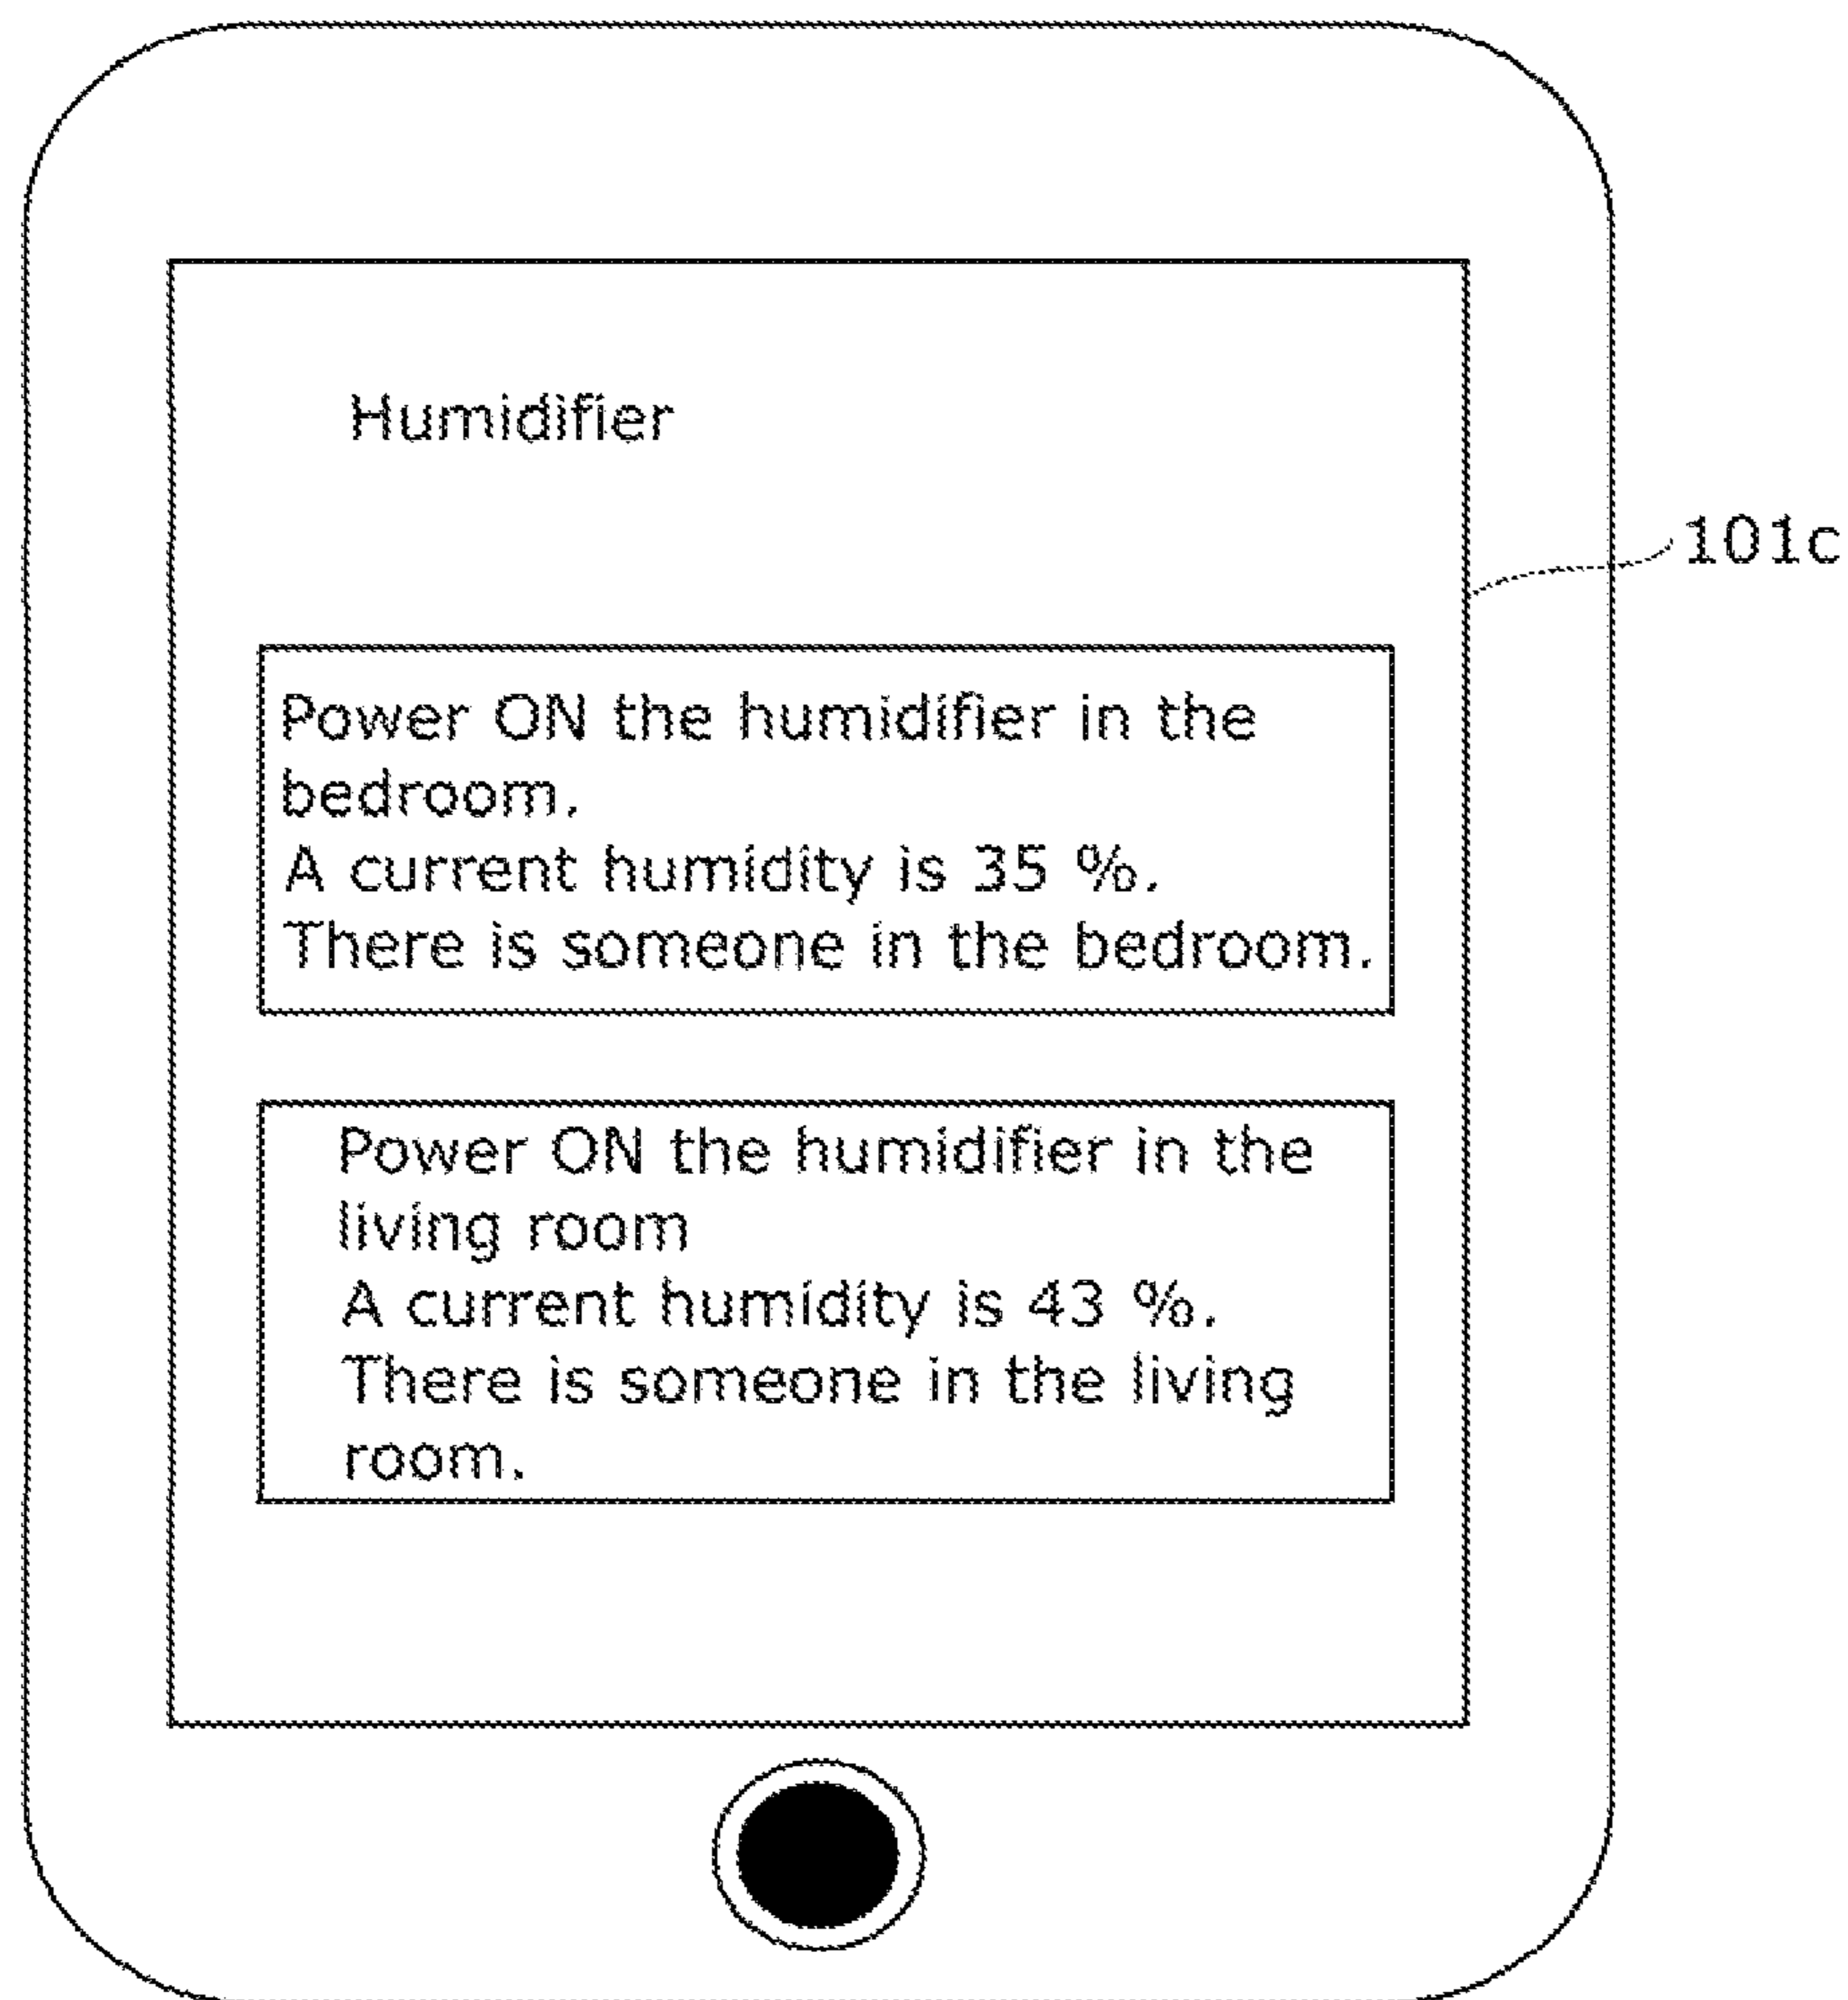 Humidifier
101c
Power ON the humidifier in the
bedroom.
A current humidity is 35 %.
There is someone in the bedroom.
Power ON the humidifier in the
living room
A current humidity is 43 %.
There is someone in the living
room.